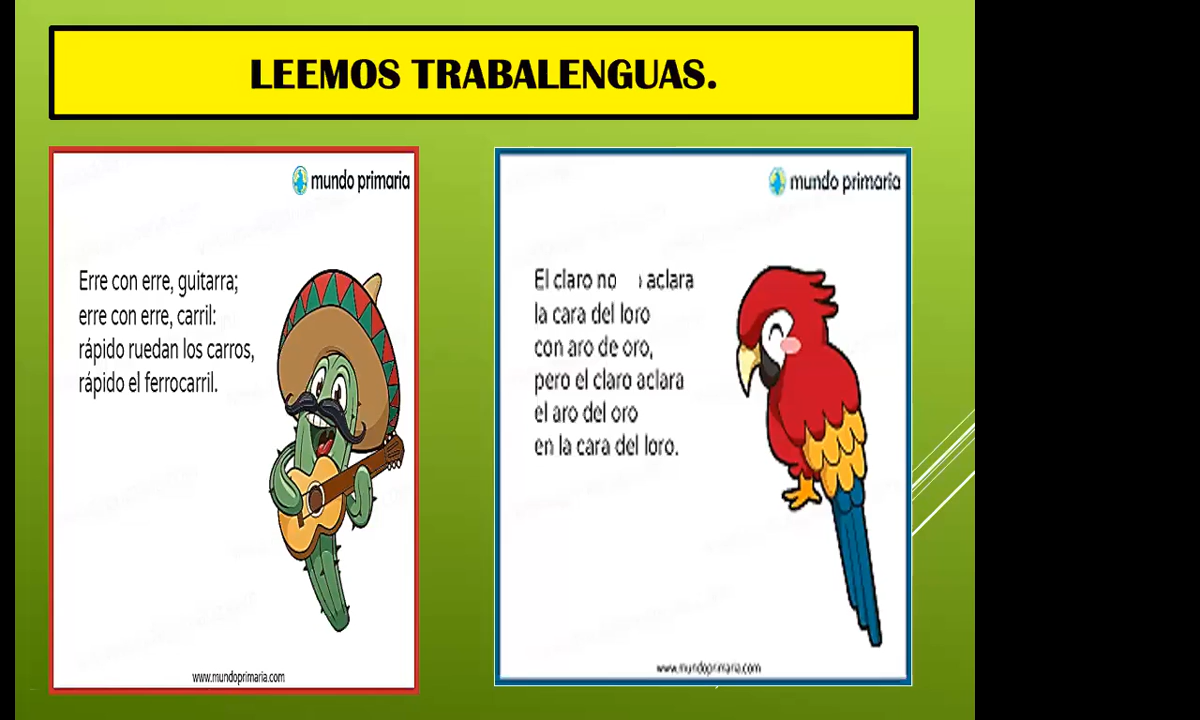 LEEMOS TRABALENGUAS.
mundo primaria
Erre con erre, guitarra;
erre con erre, carril:
rápido ruedan los carros,
rápido el ferrocarril.
www.mundoprimaria.com
mundo primaria
El claro no aclara
la cara del loro
con aro de oro,
pero el claro aclara
el aro del oro
en la cara del loro.
www.mundoprimaria.com